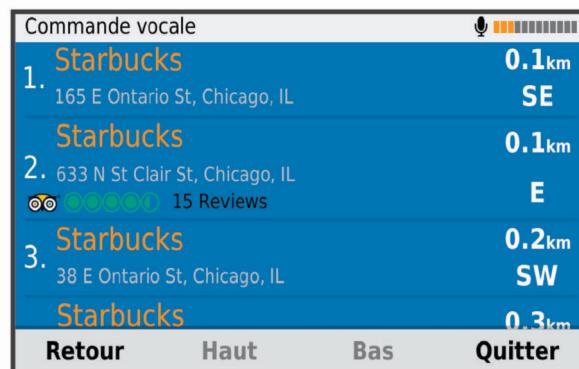 Commande vocale
1. Starbucks 0.1km
165 E Ontario St, Chicago, IL SE
2. Starbucks 0.1km
633 N St Clair St, Chicago, IL
15 Reviews E
3. Starbucks 0.2km
38 E Ontario St, Chicago, IL SW
Starbucks 0.3km
Retour Haut Bas Quitter